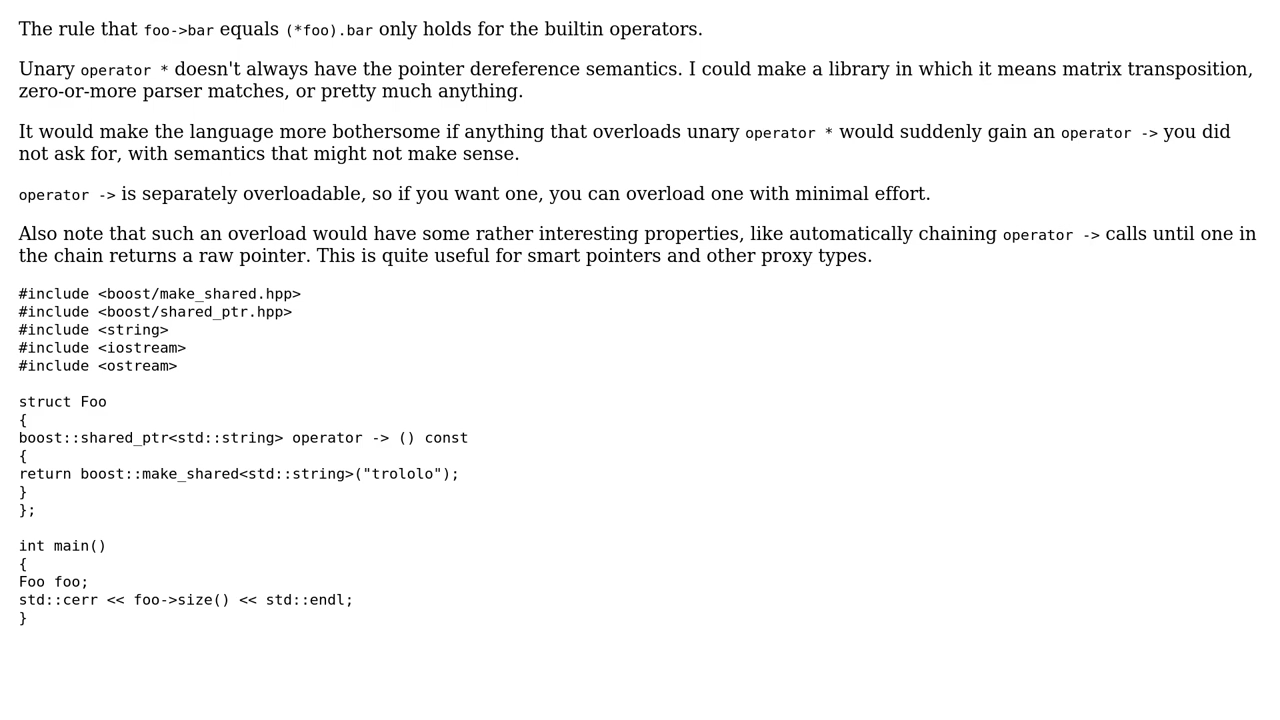 The rule that foo->bar equals (*foo).bar only holds for the builtin operators.
Unary operator * doesn't always have the pointer dereference semantics. I could make a library in which it means matrix transposition,
zero-or-more parser matches, or pretty much anything.
It would make the language more bothersome if anything that overloads unary operator * would suddenly gain an operator -> you did
not ask for, with semantics that might not make sense.
operator -> is separately overloadable, so if you want one, you can overload one with minimal effort.
Also note that such an overload would have some rather interesting properties, like automatically chaining operator -> calls until one in
the chain returns a raw pointer. This is quite useful for smart pointers and other proxy types.
#include <boost/make_shared.hpp>
#include <boost/shared_ptr.hpp>
#include <string>
#include <iostream>
#include <ostream>
struct Foo
{
boost::shared_ptr<std::string> operator -> () const
{
return boost::make_shared<std::string>("trololo");
}
};
int main()
{
Foo foo;
std::cerr << foo->size() << std::endl;
}